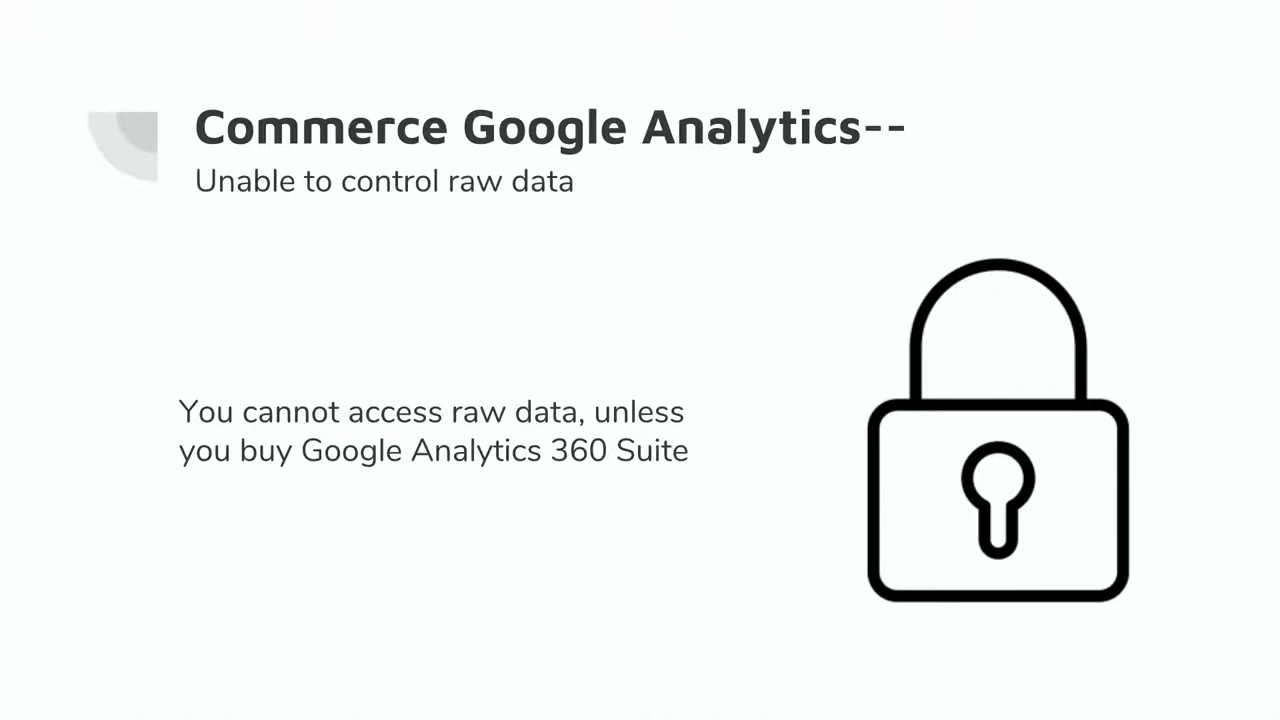 Commerce Google Analytics--
Unable to control raw data
You cannot access raw data, unless
you buy Google Analytics 360 Suite